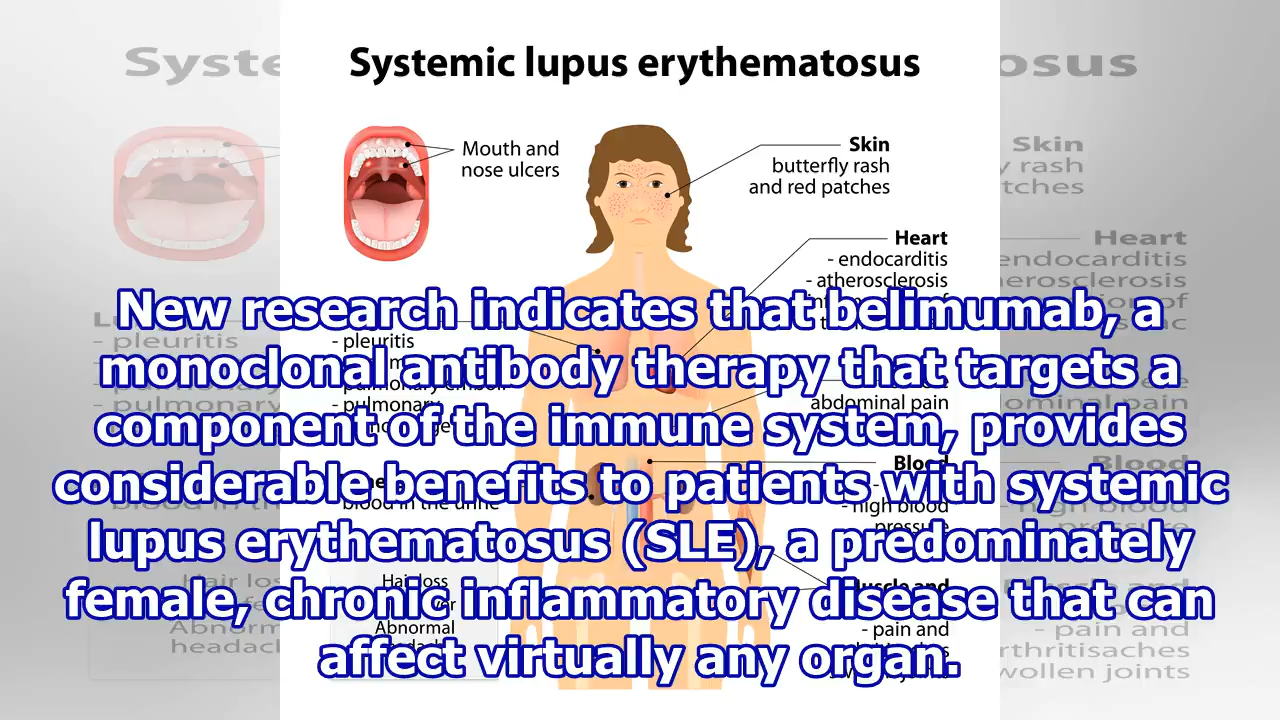 Systemic lupus erythematosus
Mouth and
nose ulcers
Skin
butterfly rash
and red patches
Heart
- endocarditis
- atherosclerosis
New research indicates that belimumab, a
monoclonal antibody therapy that targets a
component of the immune system, provides
considerable benefits to patients with systemic
lupus erythematosus (SLE), a predominately
female, chronic inflammatory disease that can
affect virtually any organ.
- pleuritis
- pulmonary
abdominal pain
Blood
- high blood
pressure
blood in the urine
Hair loss
Abnormal
Muscle and
- pain and